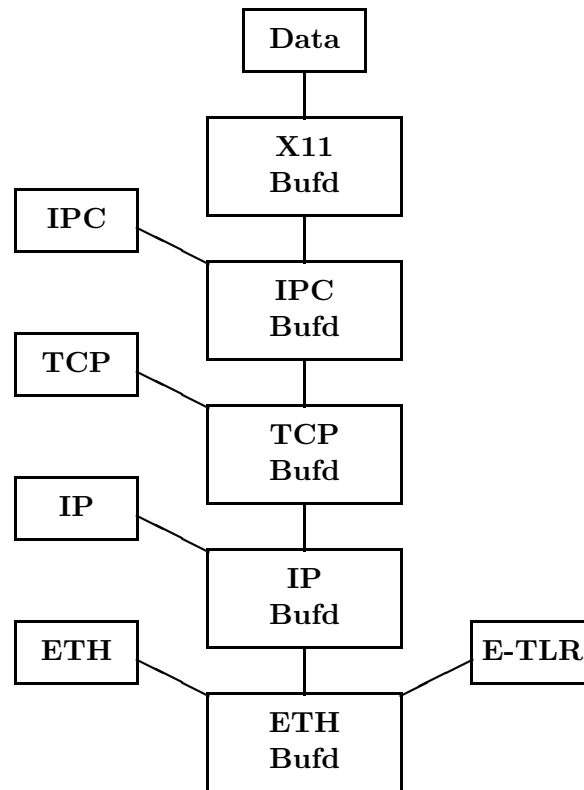 Data
X11
Bufd
IPC
IPC
Bufd
TCP
TCP
Bufd
IP
IP
Bufd
ETH
E-TLR
ETH
Bufd